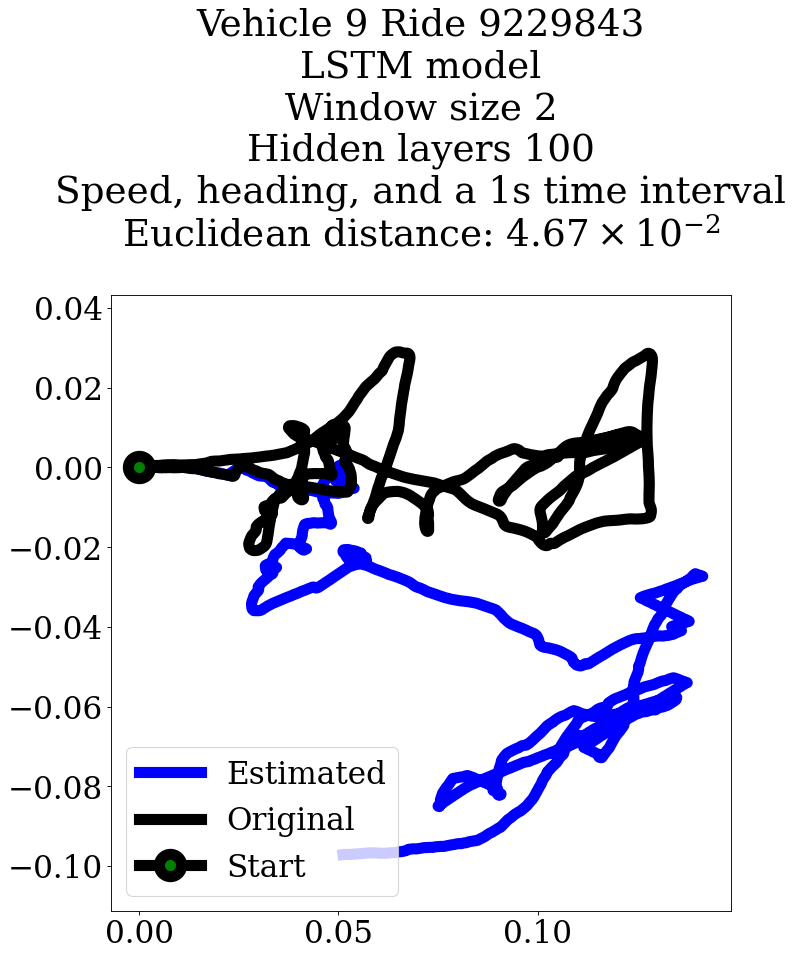 Vehicle 9 Ride 9229843
LSTM model
Window size 2
Hidden layers 100
Speed, heading, and a 1s time interval
Euclidean distance: 4.67 × 10⁻²
0.04
0.02
0.00
−0.02
−0.04
−0.06
−0.08
−0.10
Estimated
Original
Start
0.00 0.05 0.10